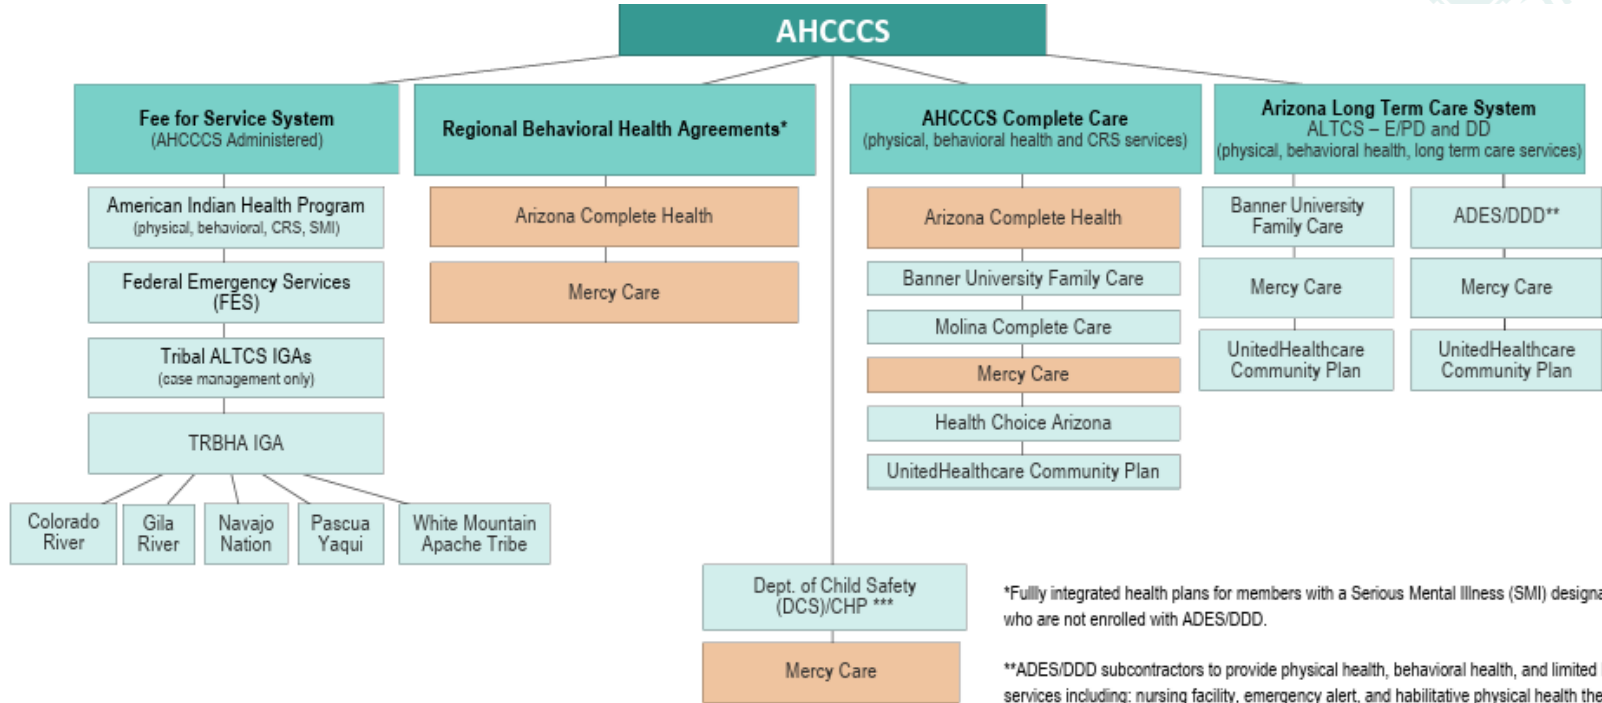 AHCCCS
Fee for Service System
(AHCCCS Administered)
American Indian Health Program
(physical, behavioral, CRS, SMI)
Federal Emergency Services
(FES)
Tribal ALTCS IGAs
(case management only)
TRBHA IGA
Colorado
River
Gila
River
Navajo
Nation
Pascua
Yaqui
White Mountain
Apache Tribe
Regional Behavioral Health Agreements*
Arizona Complete Health
Mercy Care
AHCCCS Complete Care
(physical, behavioral health and CRS services)
Arizona Complete Health
Banner University Family Care
Molina Complete Care
Mercy Care
Health Choice Arizona
UnitedHealthcare Community Plan
Arizona Long Term Care System
ALTCS – E/PD and DD
(physical, behavioral health, long term care services)
Banner University
Family Care
Mercy Care
UnitedHealthcare
Community Plan
ADES/DDD**
Mercy Care
UnitedHealthcare
Community Plan
Dept. of Child Safety
(DCS)/CHP ***
Mercy Care
*Fullly integrated health plans for members with a Serious Mental Illness (SMI)
who are not enrolled with ADES/DDD.
**ADES/DDD subcontractors to provide physical health, behavioral health, and limited
services including: nursing facility, emergency alert, and habilitative physical health